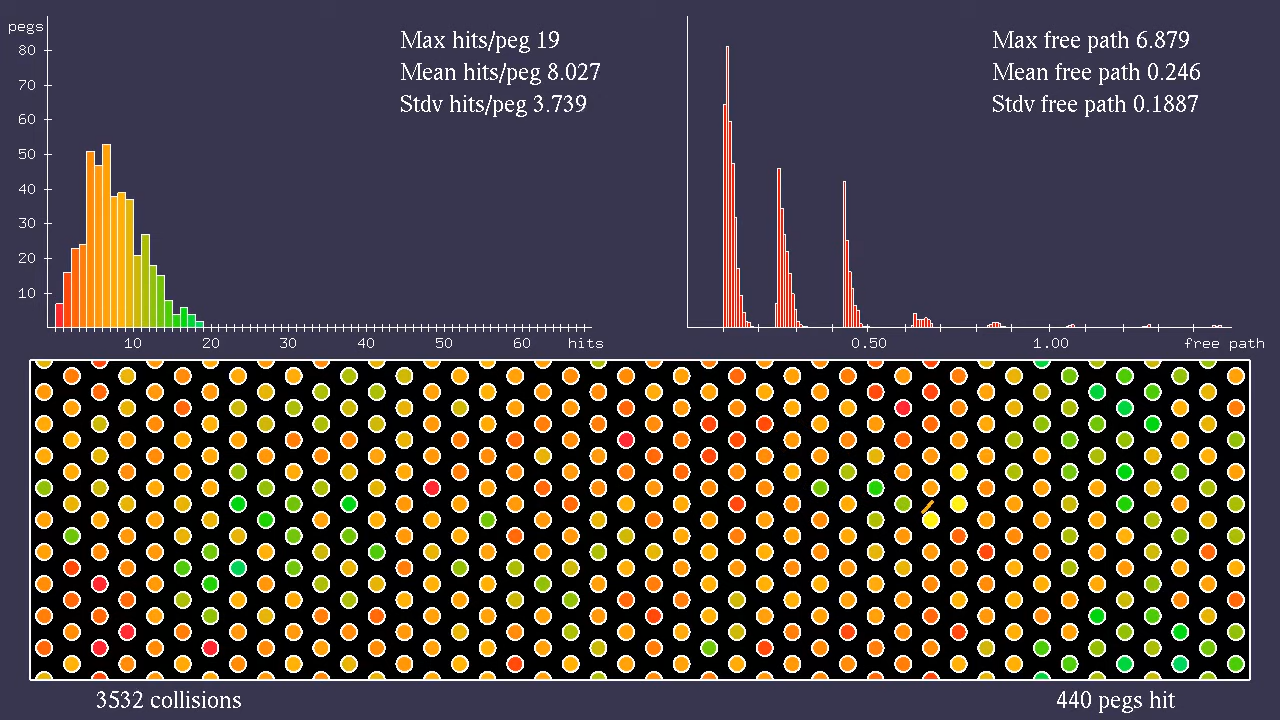 pegs
80
70
60
50
40
30
20
10
10 20 30 40 50 60 hits
Max hits/peg 19
Mean hits/peg 8.027
Stdv hits/peg 3.739
Max free path 6.879
Mean free path 0.246
Stdv free path 0.1887
0.50 1.00 free path
3532 collisions
440 pegs hit